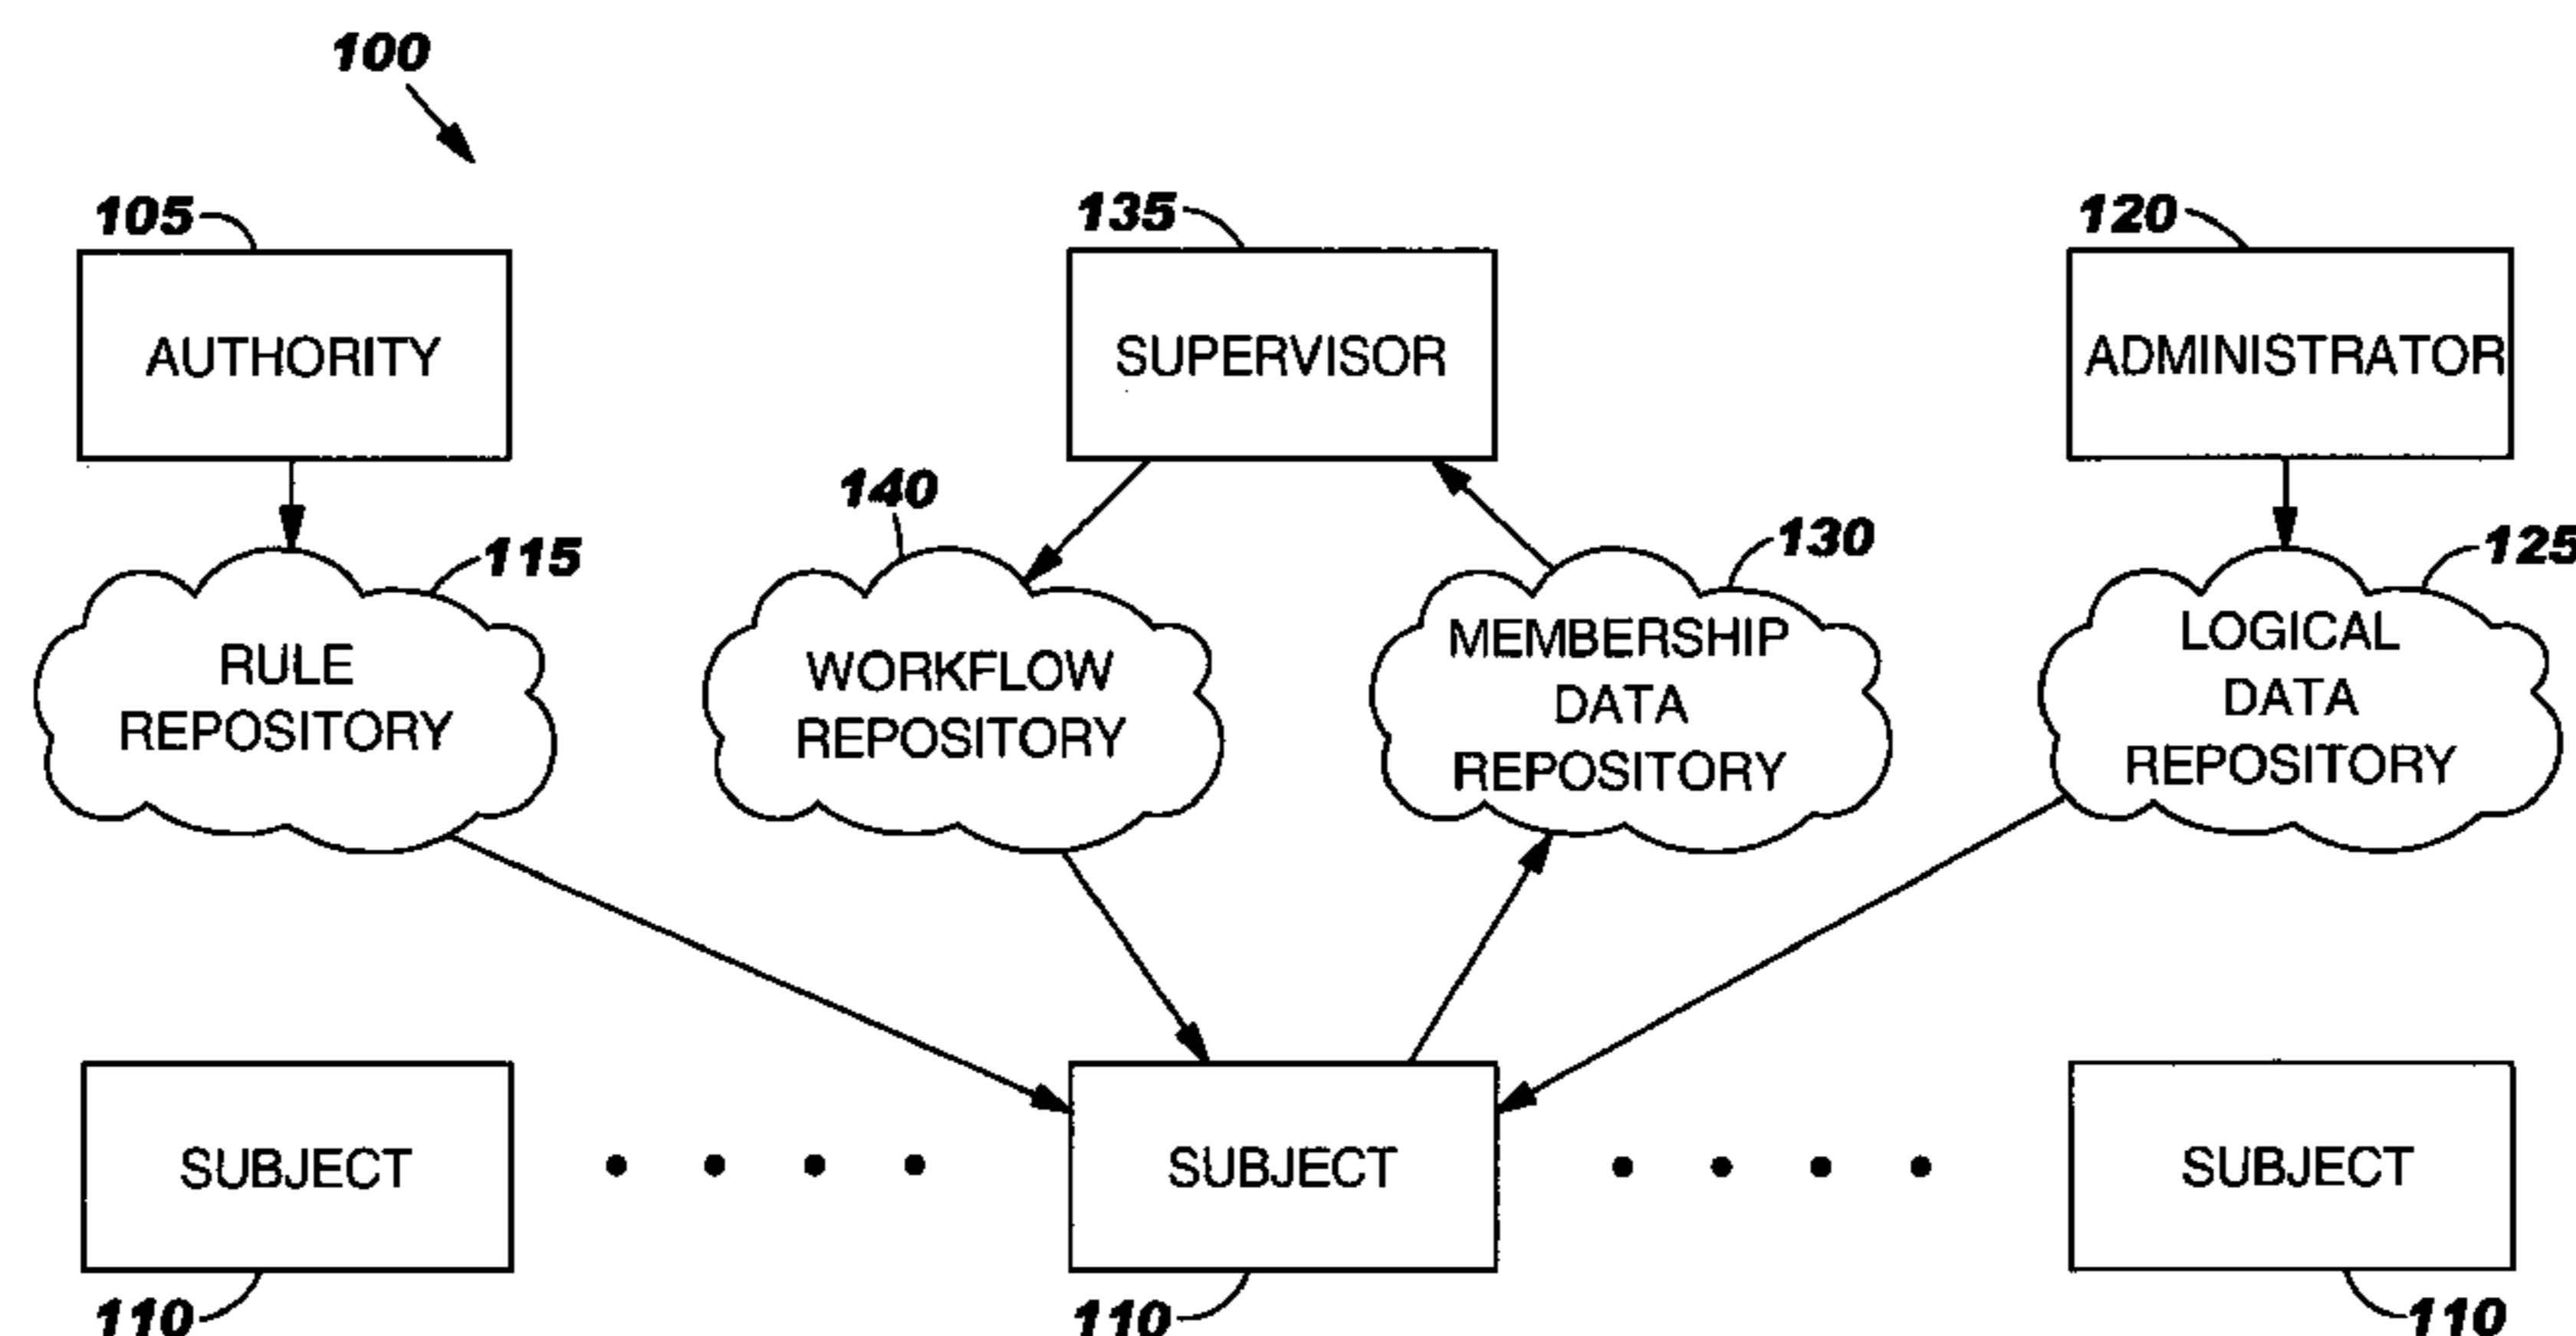 100
105
135
120
AUTHORITY
SUPERVISOR
ADMINISTRATOR
140
115
130
125
RULE
REPOSITORY
WORKFLOW
REPOSITORY
MEMBERSHIP
DATA
REPOSITORY
LOGICAL
DATA
REPOSITORY
SUBJECT
SUBJECT
SUBJECT
110
110
110